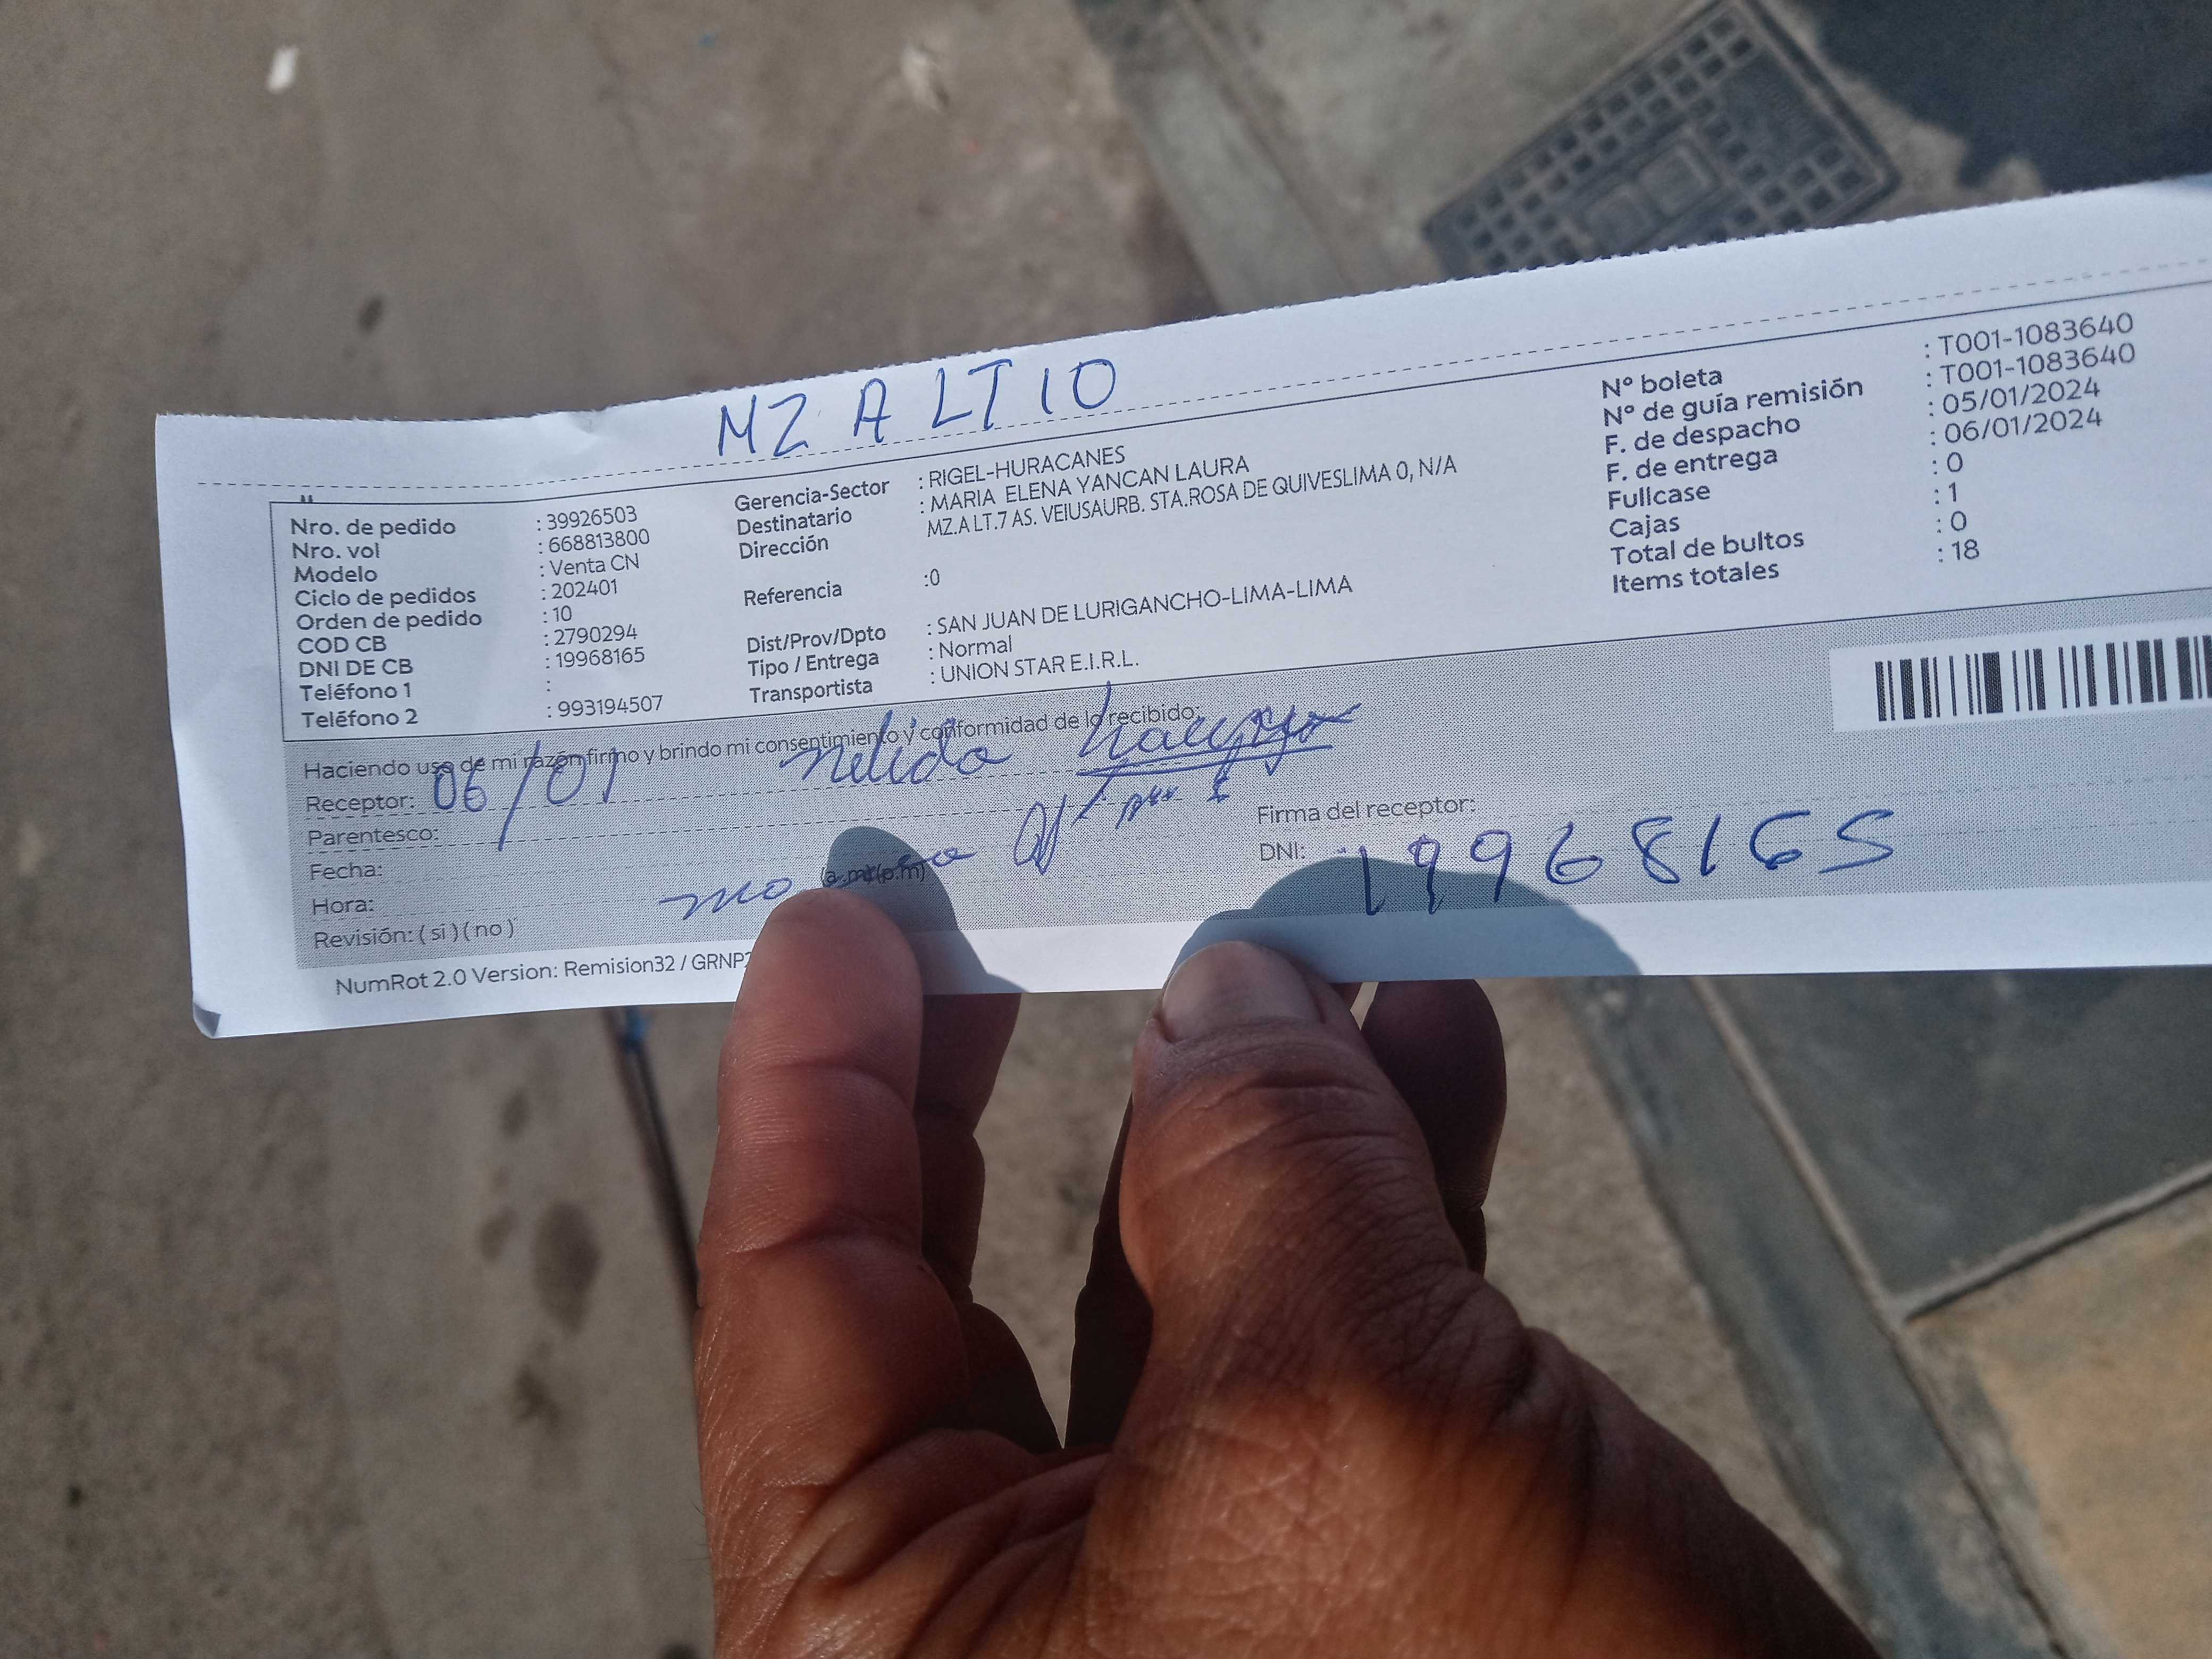 MZ A LT 10
Nro. de pedido : 39926503
Nro. vol : 668813800
Modelo : Venta CN
Ciclo de pedidos : 202401
Orden de pedido : 10
COD CB : 2790294
DNI DE CB : 19968165
Teléfono 1 :
Teléfono 2 : 993194507
Gerencia-Sector : RIGEL-HURACANES
Destinatario : MARIA ELENA YANCAN LAURA
Dirección MZ.A LT.7 AS. VEIUSAURB. STA.ROSA DE QUIVESLIMA 0, N/A
Referencia :0
Dist/Prov/Dpto : SAN JUAN DE LURIGANCHO-LIMA-LIMA
Tipo / Entrega : Normal
Transportista : UNION STAR E.I.R.L.
N° boleta : T001-1083640
N° de guía remisión : T001-1083640
F. de despacho : 05/01/2024
F. de entrega : 06/01/2024
Fullcase : 0
Cajas : 1
Total de bultos : 0
Items totales : 18
Haciendo uso de mi razón firmo y brindo mi consentimiento y conformidad de lo recibido:
Receptor: 06/01 nelida
Parentesco:
Fecha:
Hora: (a.m)(p.m)
Revisión: ( si ) ( no )
Firma del receptor:
DNI: 19968165
NumRot 2.0 Version: Remision32 / GRNP2